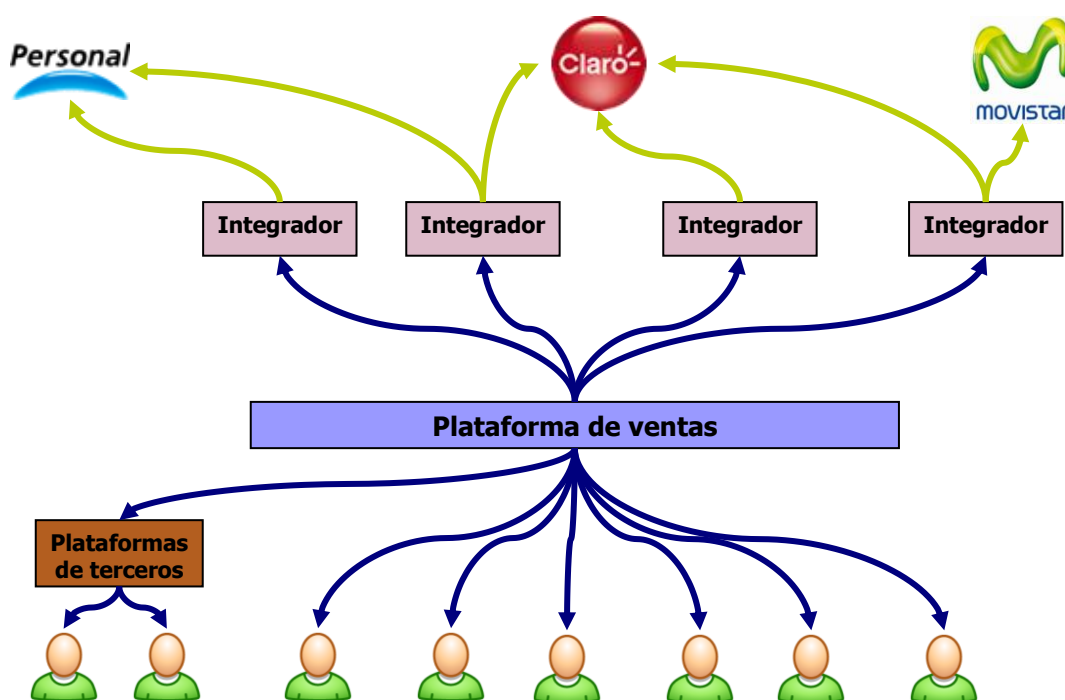 Personal
Claro
movistar
Integrador
Integrador
Integrador
Integrador
Plataforma de ventas
Plataformas
de terceros